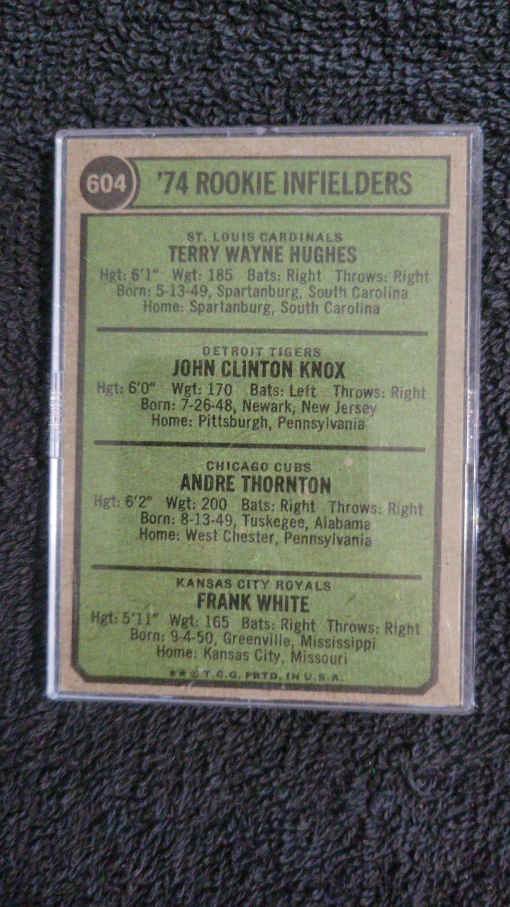 604 '74 ROOKIE INFIELDERS
ST. LOUIS CARDINALS
TERRY WAYNE HUGHES
Hgt: 6'1" Wgt: 185 Bats: Right Throws: Right
Born: 5-13-49, Spartanburg, South Carolina
Home: Spartanburg, South Carolina
DETROIT TIGERS
JOHN CLINTON KNOX
Hgt: 6'0" Wgt: 170 Bats: Left Throws: Right
Born: 7-26-48, Newark, New Jersey
Home: Pittsburgh, Pennsylvania
CHICAGO CUBS
ANDRE THORNTON
Hgt: 6'2" Wgt: 200 Bats: Right Throws: Right
Born: 8-13-49, Tuskegee, Alabama
Home: West Chester, Pennsylvania
KANSAS CITY ROYALS
FRANK WHITE
Hgt: 5'11" Wgt: 165 Bats: Right Throws: Right
Born: 9-4-50, Greenville, Mississippi
Home: Kansas City, Missouri
** © T.C.G. PRTD. IN U.S.A.